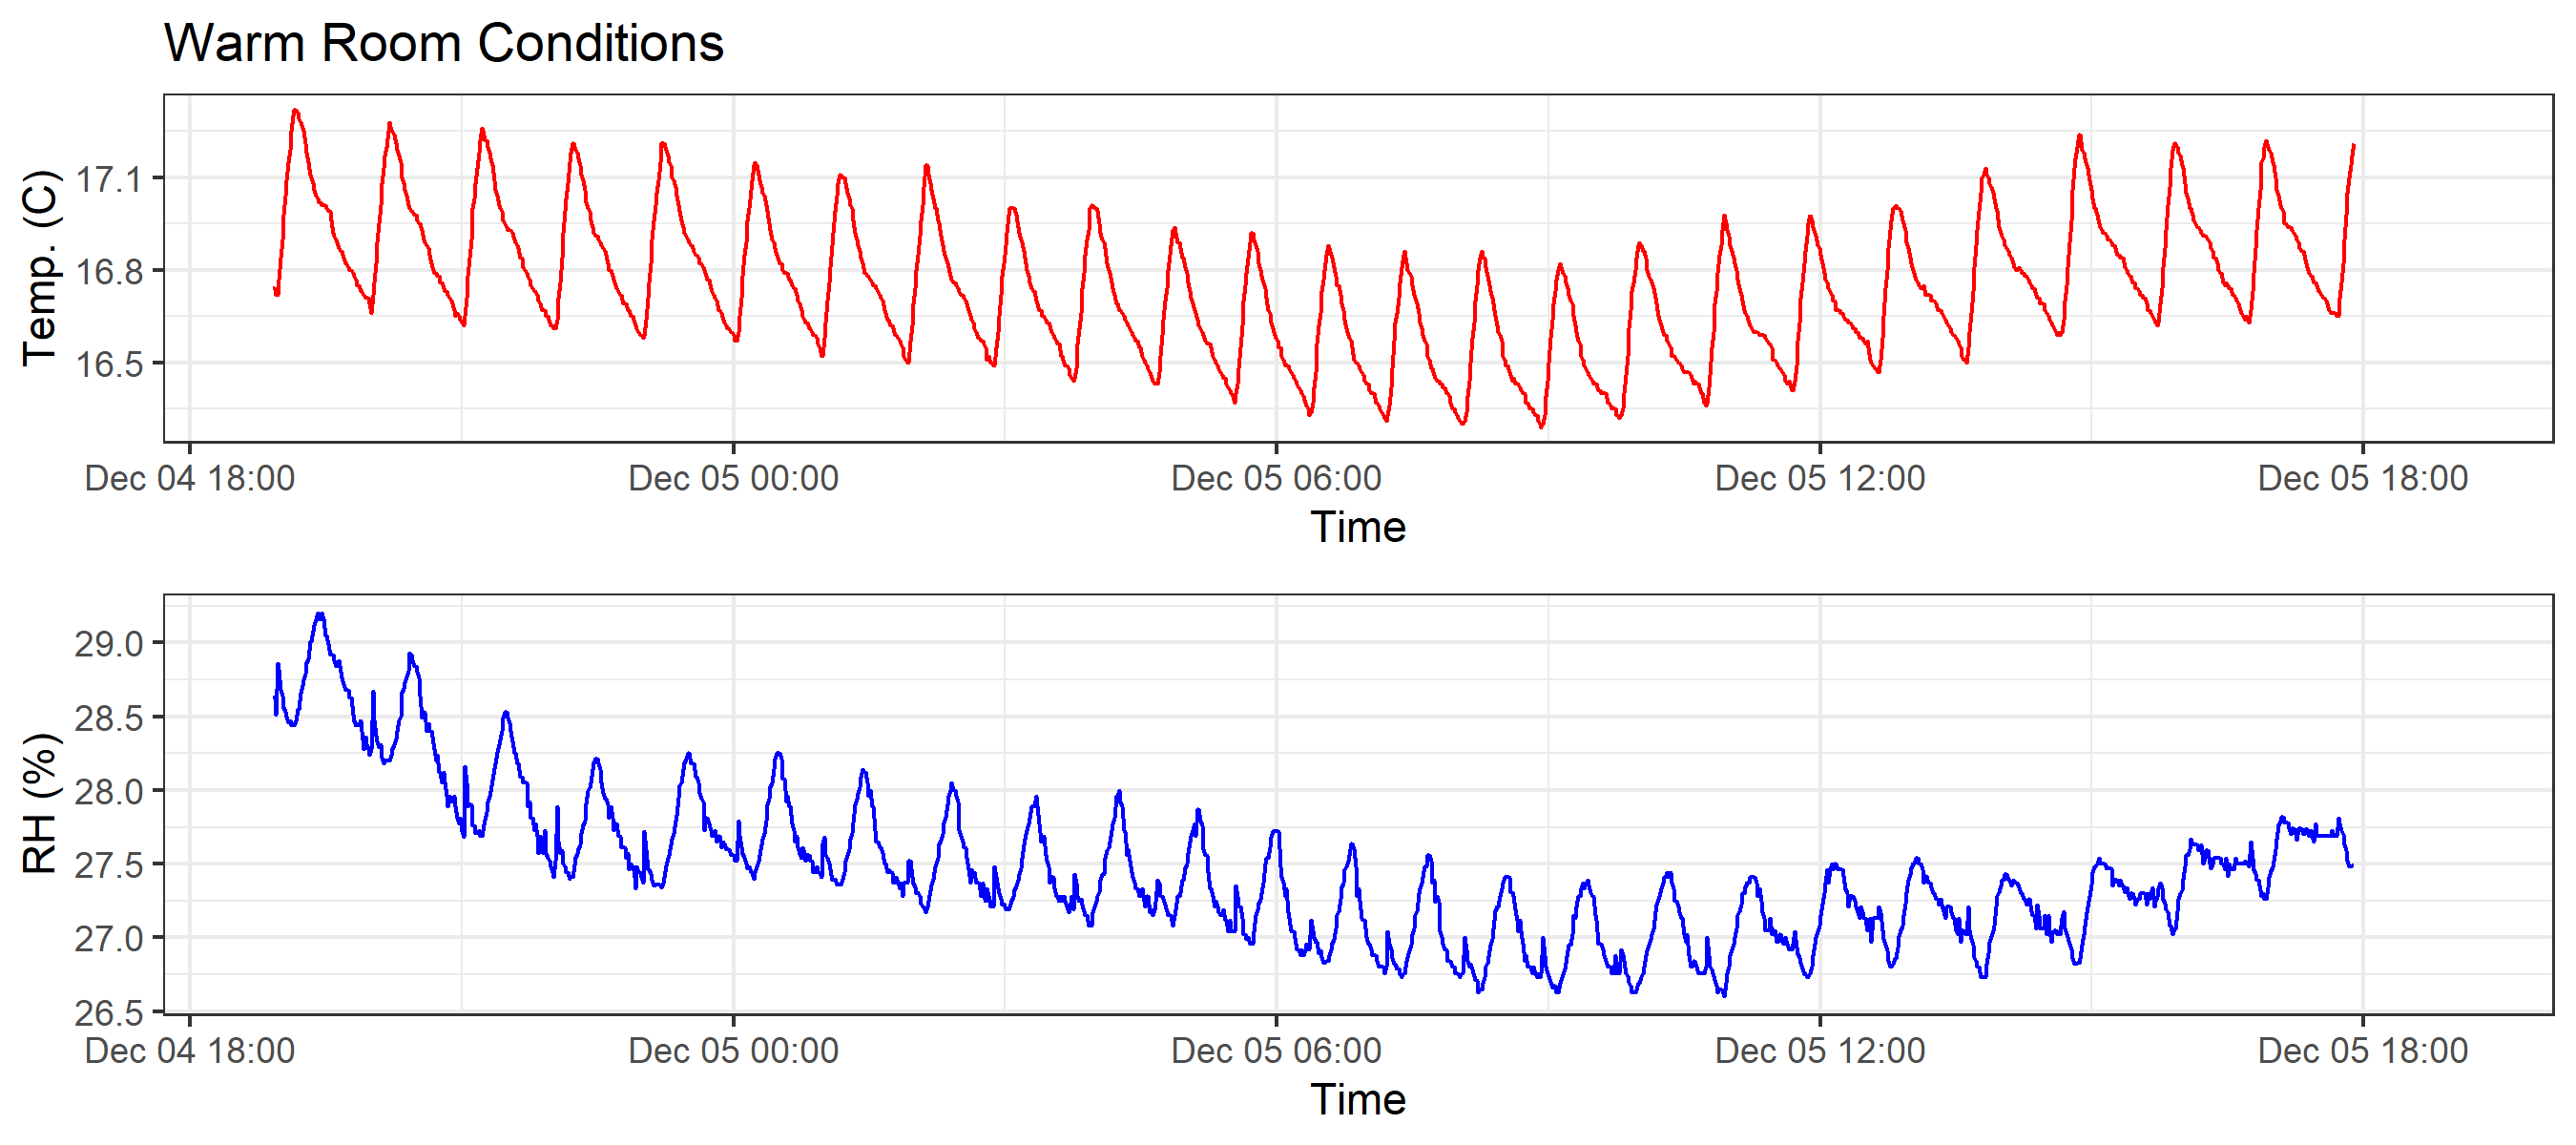 Warm Room Conditions
Temp. (C)
17.1
16.8
16.5
Dec 04 18:00 Dec 05 00:00 Dec 05 06:00 Dec 05 12:00 Dec 05 18:00
Time
RH (%)
29.0
28.5
28.0
27.5
27.0
26.5
Dec 04 18:00 Dec 05 00:00 Dec 05 06:00 Dec 05 12:00 Dec 05 18:00
Time